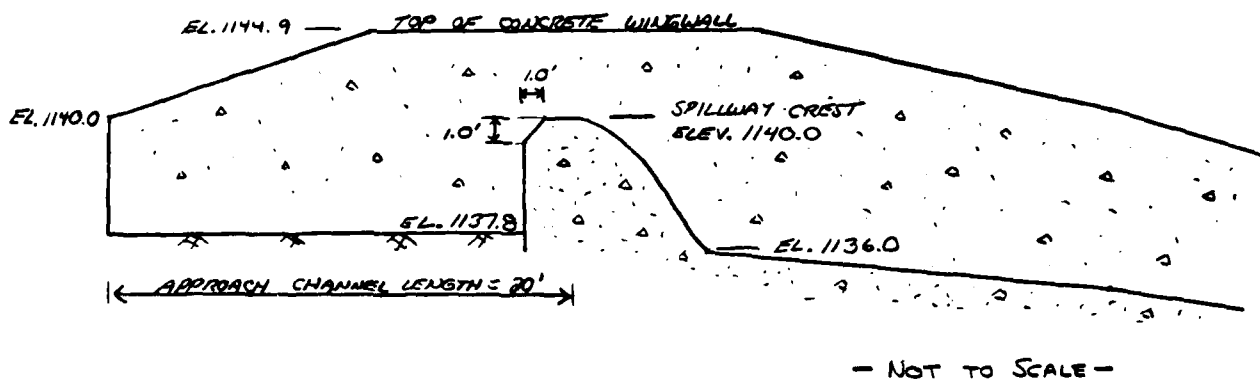 EL. 1144.9
TOP OF CONCRETE WINGWALL
1.0'
EL. 1140.0
SPILLWAY CREST
ELEV. 1140.0
1.0'
EL. 1137.8
EL. 1136.0
APPROACH CHANNEL LENGTH = 20'
- NOT TO SCALE -